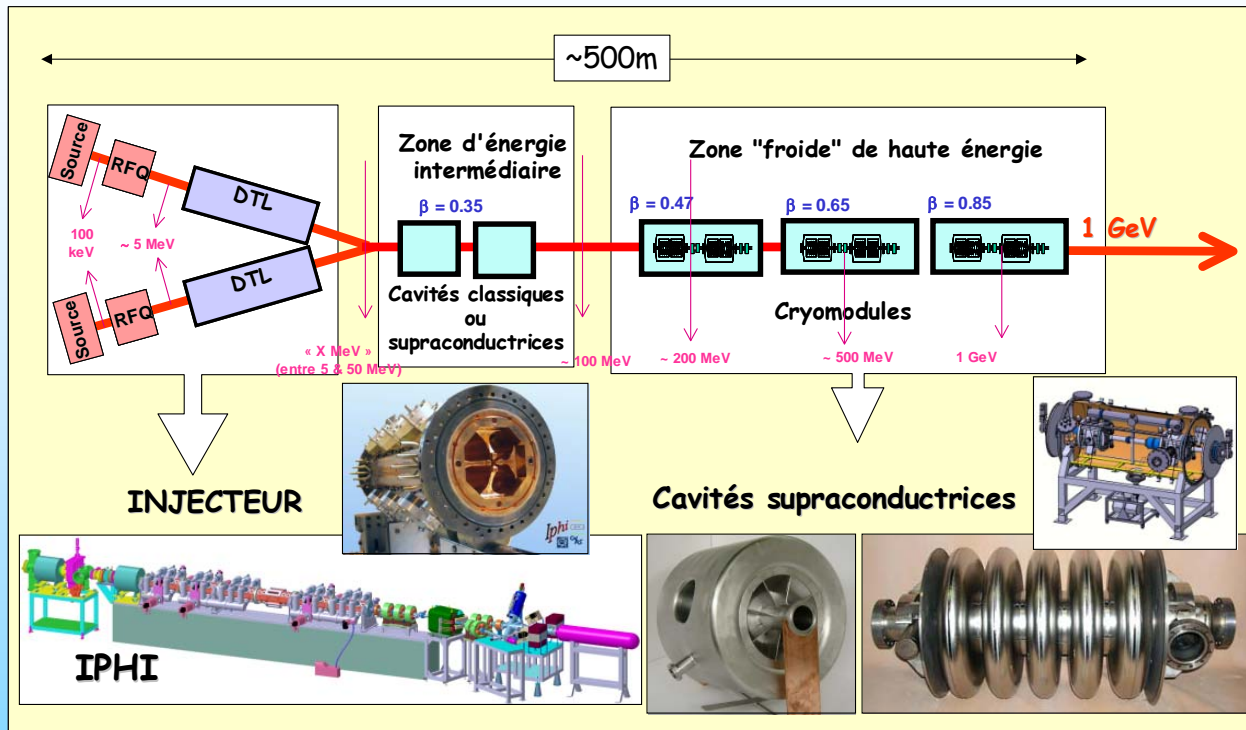 ~500m
Source
RFQ
DTL
100
keV
~ 5 MeV
Source
RFQ
DTL
Zone d'énergie
intermédiaire
β = 0.35
Cavités classiques
ou
supraconductrices
« X MeV »
(entre 5 & 50 MeV)
~ 100 MeV
Zone "froide" de haute énergie
β = 0.47
β = 0.65
β = 0.85
1 GeV
Cryomodules
~ 200 MeV
~ 500 MeV
1 GeV
INJECTEUR
Iphi
Cavités supraconductrices
IPHI